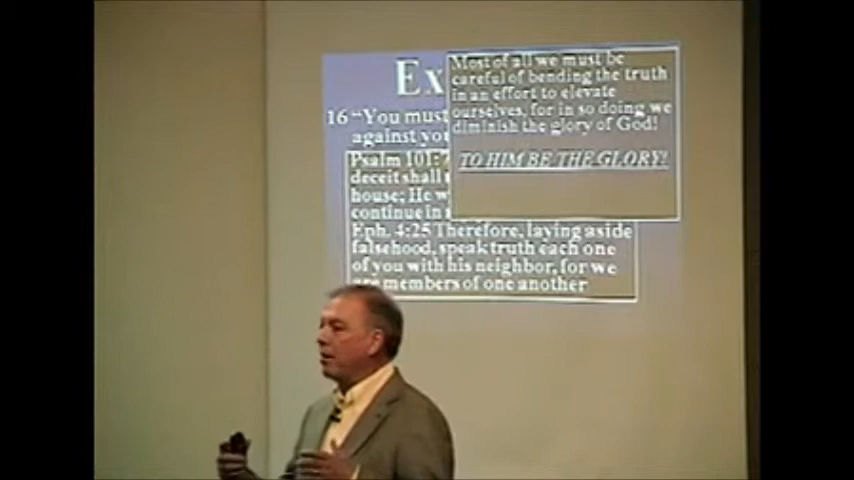 Ex
16 "You must
against you
Psalm 101:7
deceit shall
house; He w
continue in
Eph. 4:25 Therefore, laying aside
falsehood, speak truth each one
of you with his neighbor, for we
are members of one another
Most of all we must be
careful of bending the truth
in an effort to elevate
ourselves, for in so doing we
diminish the glory of God!
TO HIM BE THE GLORY!